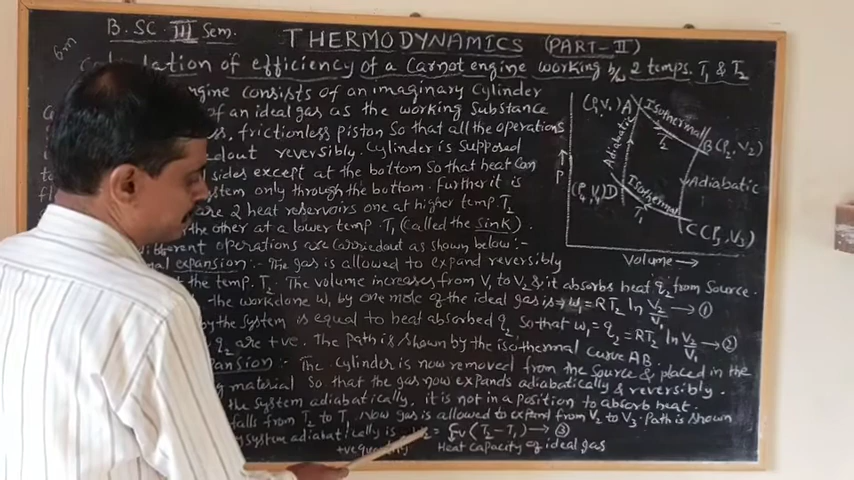 B.SC. III Sem.
THERMODYNAMICS (PART-II)
6m
Calculation of efficiency of a Carnot engine working b/w 2 temps. T₁ & T₂
engine consists of an imaginary cylinder
of an ideal gas as the working substance
frictionless piston so that all the operations
out reversibly. Cylinder is supposed
sides except at the bottom so that heat can
system only through the bottom. Further it is
are 2 heat reservoirs one at higher temp. T₂
the other at a lower temp. T₁ (called the sink).
different operations are carried out as shown below:-
expansion:- The gas is allowed to expand reversibly
the temp. T₂. The volume increases from V₁ to V₂ & it absorbs heat q₂ from source.
the workdone w₁ by one mole of the ideal gas is ⇒ w₁ = RT₂ ln V₂/V₁ → ①
by the system is equal to heat absorbed q₂ so that w₁ = q₂ = RT₂ ln V₂/V₁ → ②
q₂ are +ve. The path is shown by the isothermal curve AB.
expansion:- The cylinder is now removed from the source & placed in the
material so that the gas now expands adiabatically & reversibly.
the system adiabatically, it is not in a position to absorb heat.
falls from T₂ to T₁. Now gas is allowed to expand from V₂ to V₃. Path is shown
system adiabatically is = Cv (T₂-T₁) → ③
+ve quantity Heat capacity of ideal gas
(P₁,V₁) A
Isothermal
T₂
B (P₂,V₂)
Adiabatic
Adiabatic
P
(P₄,V₄) D
Isothermal
T₁
C (P₃,V₃)
Volume →